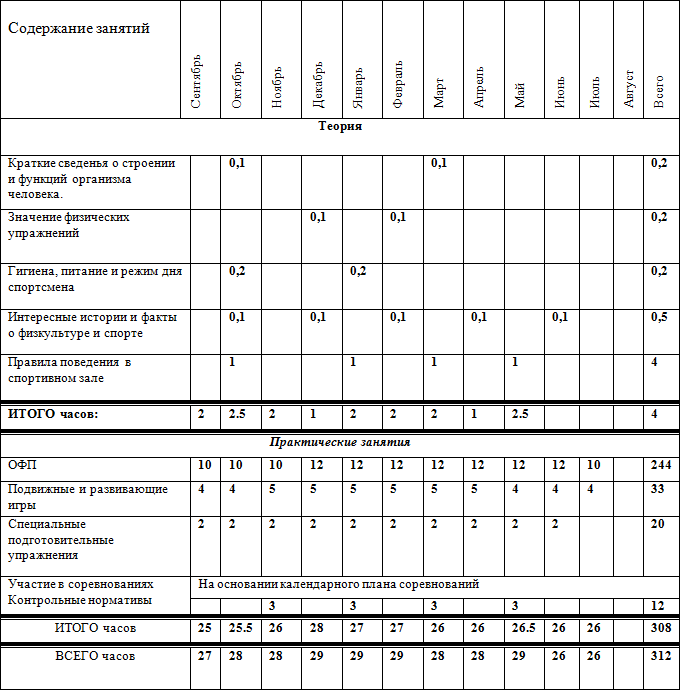 Содержание занятий
Сентябрь Октябрь Ноябрь Декабрь Январь Февраль Март Апрель Май Июнь Июль Август Всего
Теория
Краткие сведенья о строении 0,1 0,1 0,2
и функций организма
человека.
Значение физических 0,1 0,1 0,2
упражнений
Гигиена, питание и режим дня 0,2 0,2 0,2
спортсмена
Интересные истории и факты 0,1 0,1 0,1 0,1 0,1 0,5
о физкультуре и спорте
Правила поведения в 1 1 1 1 4
спортивном зале
ИТОГО часов: 2 2.5 2 1 2 2 2 1 2.5 4
Практические занятия
ОФП 10 10 10 12 12 12 12 12 12 12 10 244
Подвижные и развивающие 4 4 5 5 5 5 5 5 4 4 4 33
игры
Специальные 2 2 2 2 2 2 2 2 2 2 20
подготовительные
упражнения
Участие в соревнованиях На основании календарного плана соревнований
Контрольные нормативы 3 3 3 3 12
ИТОГО часов 25 25.5 26 28 27 27 26 26 26.5 26 26 308
ВСЕГО часов 27 28 28 29 29 29 28 28 29 26 26 312